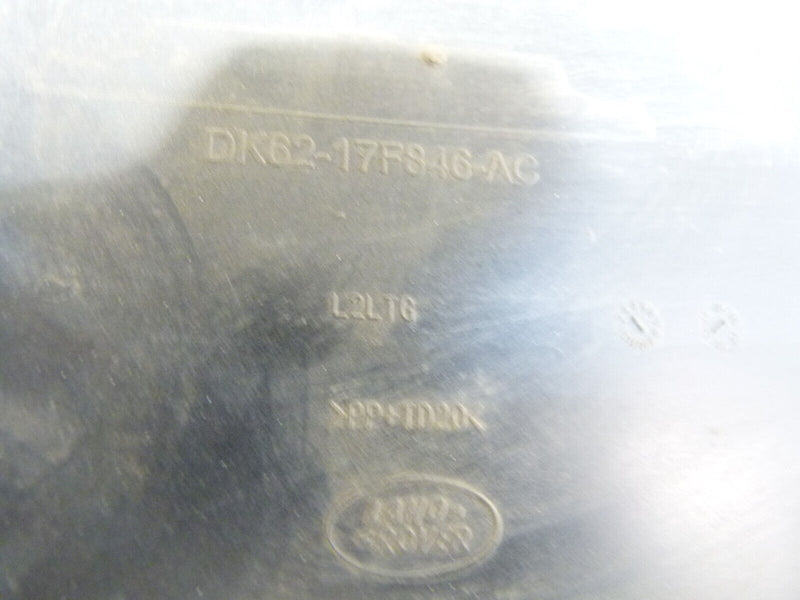 DK62-17F846-AC
L2LT6
>PP+TD20<
LAND-
-ROVER